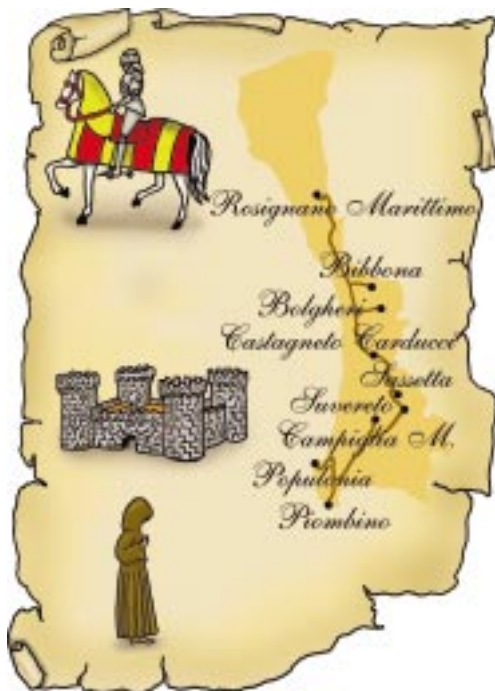 Rosignano Marittimo
Bibbona
Bolgheri
Castagneto Carducci
Sassetta
Suvereto
Campiglia M.
Populonia
Piombino